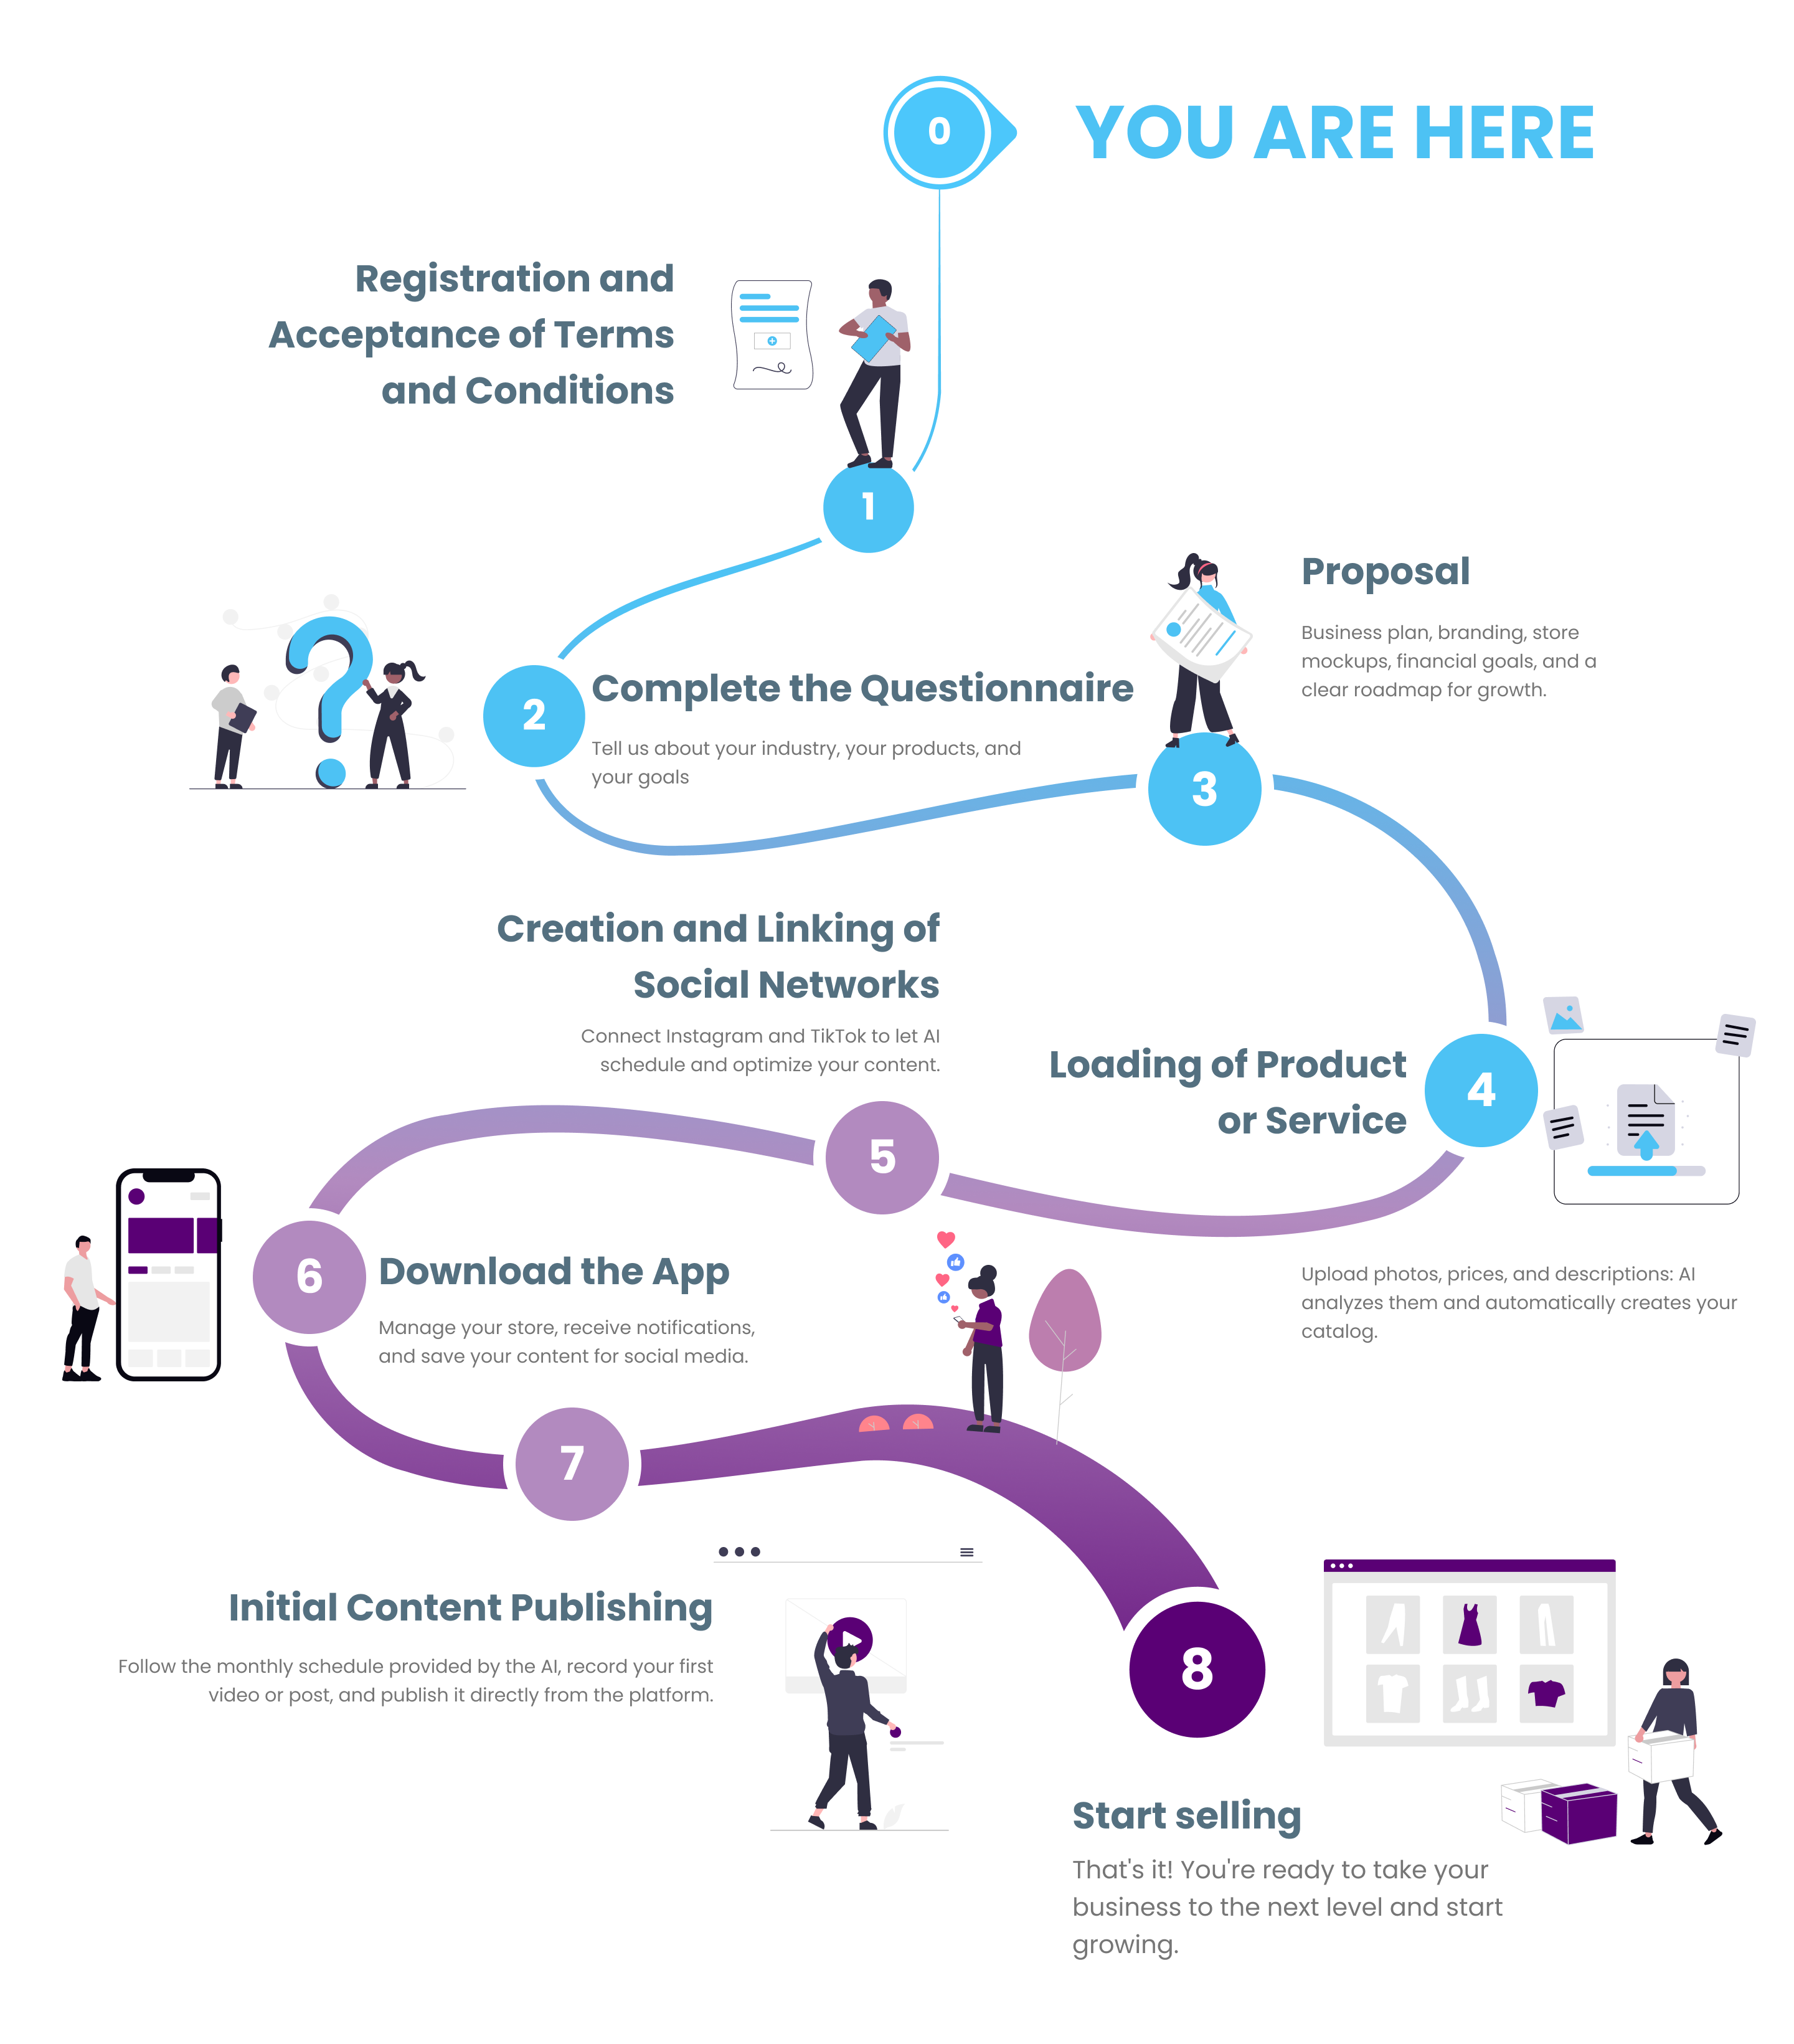 0
YOU ARE HERE
Registration and
Acceptance of Terms
and Conditions
1
2
Complete the Questionnaire
Tell us about your industry, your products, and
your goals
3
Proposal
Business plan, branding, store
mockups, financial goals, and a
clear roadmap for growth.
4
Loading of Product
or Service
Upload photos, prices, and descriptions: AI
analyzes them and automatically creates your
catalog.
Creation and Linking of
Social Networks
Connect Instagram and TikTok to let AI
schedule and optimize your content.
5
6
Download the App
Manage your store, receive notifications,
and save your content for social media.
7
Initial Content Publishing
Follow the monthly schedule provided by the AI, record your first
video or post, and publish it directly from the platform.
8
Start selling
That's it! You're ready to take your
business to the next level and start
growing.